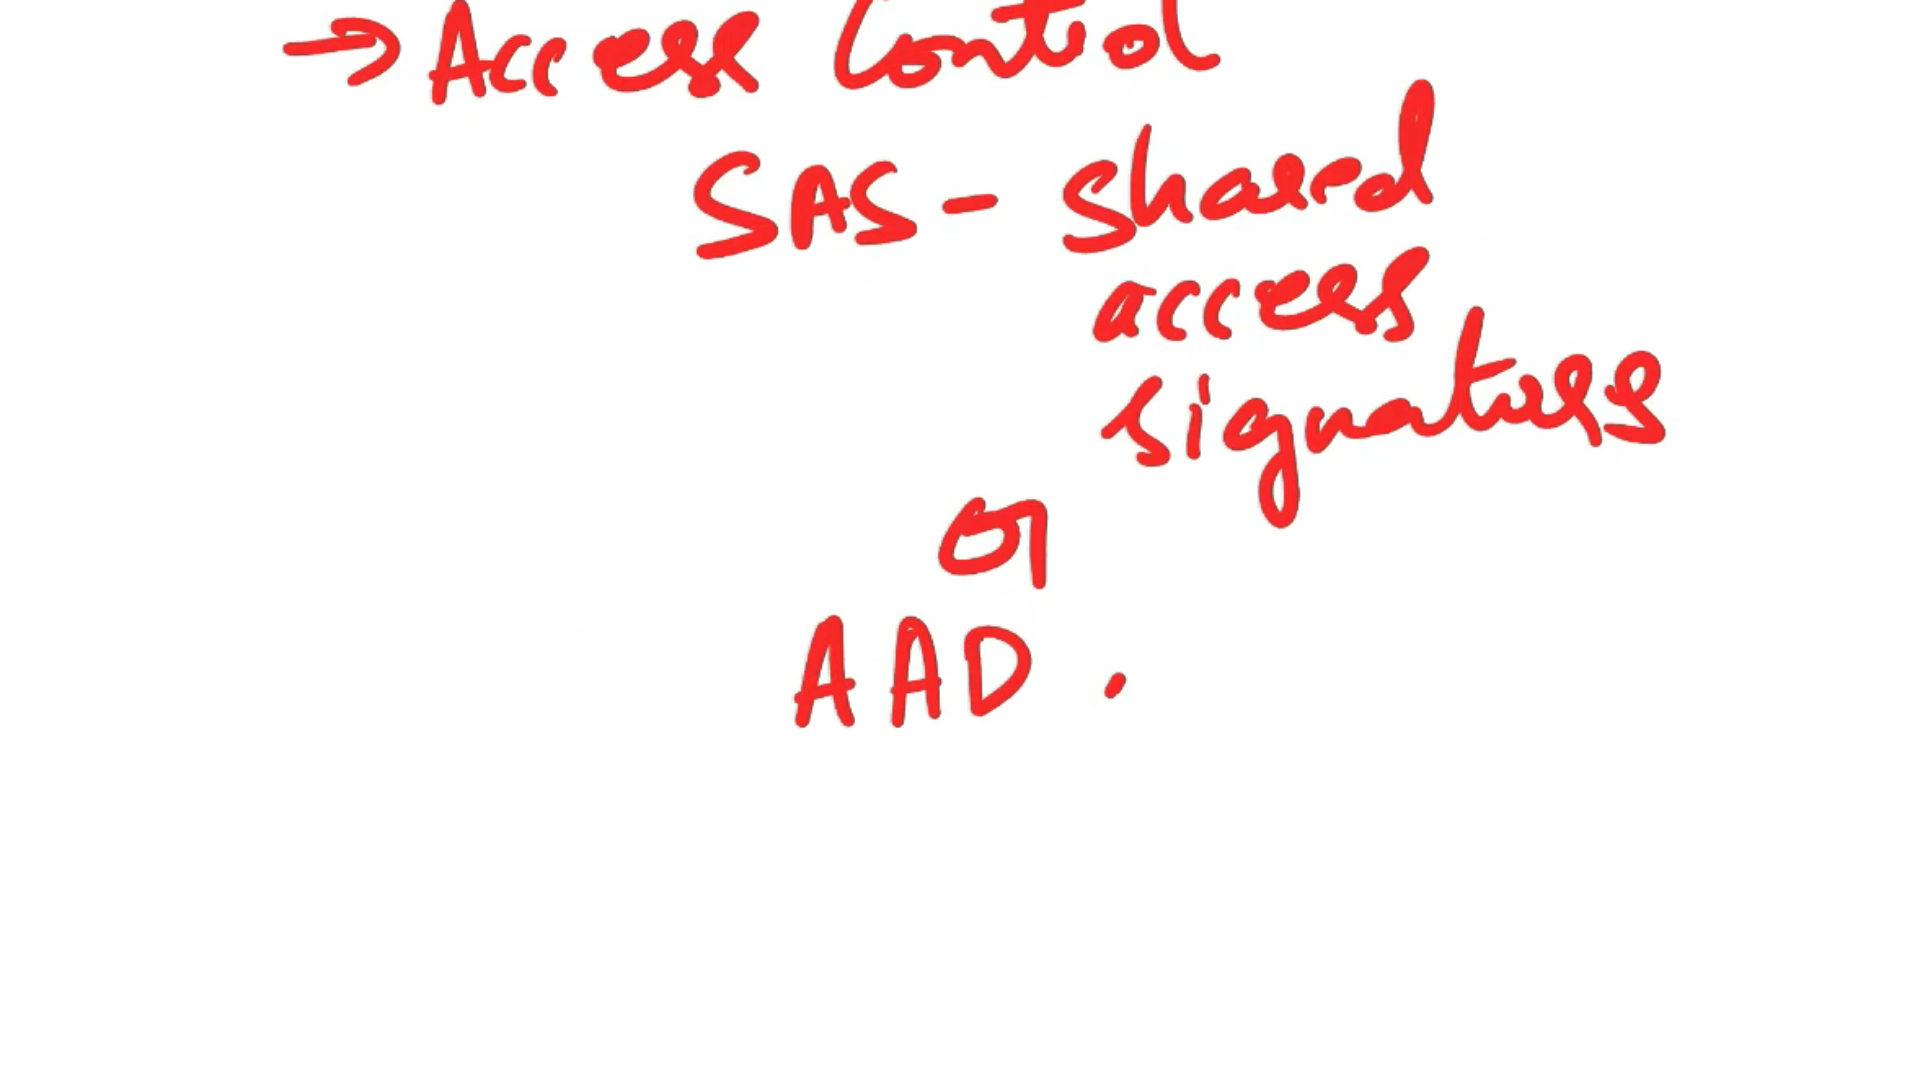 → Access Control
SAS - Shared
access
signatures
or
AAD .